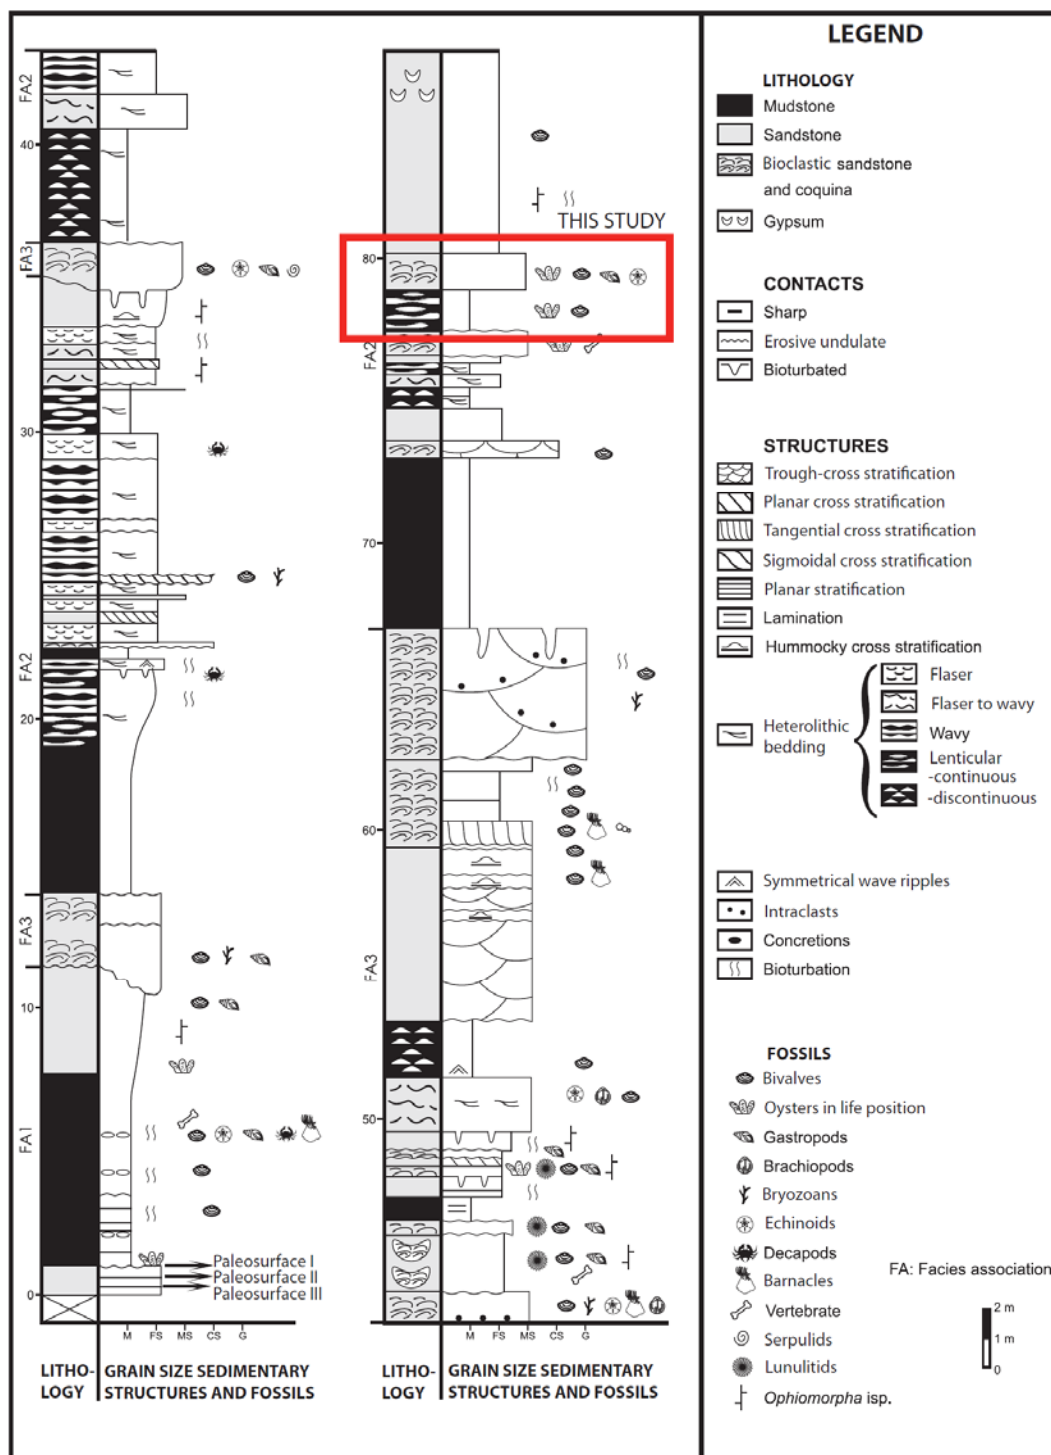 FA2
40
FA3
30
FA2
20
FA3
10
FA1
0
Paleosurface I
Paleosurface II
Paleosurface III
M FS MS CS G
LITHO-
LOGY
GRAIN SIZE SEDIMENTARY
STRUCTURES AND FOSSILS
THIS STUDY
80
FA2
70
60
FA3
50
M FS MS CS G
LITHO-
LOGY
GRAIN SIZE SEDIMENTARY
STRUCTURES AND FOSSILS
LEGEND
LITHOLOGY
Mudstone
Sandstone
Bioclastic sandstone
and coquina
Gypsum
CONTACTS
Sharp
Erosive undulate
Bioturbated
STRUCTURES
Trough-cross stratification
Planar cross stratification
Tangential cross stratification
Sigmoidal cross stratification
Planar stratification
Lamination
Hummocky cross stratification
Heterolithic
bedding
Flaser
Flaser to wavy
Wavy
Lenticular
-continuous
-discontinuous
Symmetrical wave ripples
Intraclasts
Concretions
Bioturbation
FOSSILS
Bivalves
Oysters in life position
Gastropods
Brachiopods
Bryozoans
Echinoids
Decapods
Barnacles
Vertebrate
Serpulids
Lunulitids
Ophiomorpha isp.
FA: Facies association
2 m
1 m
0